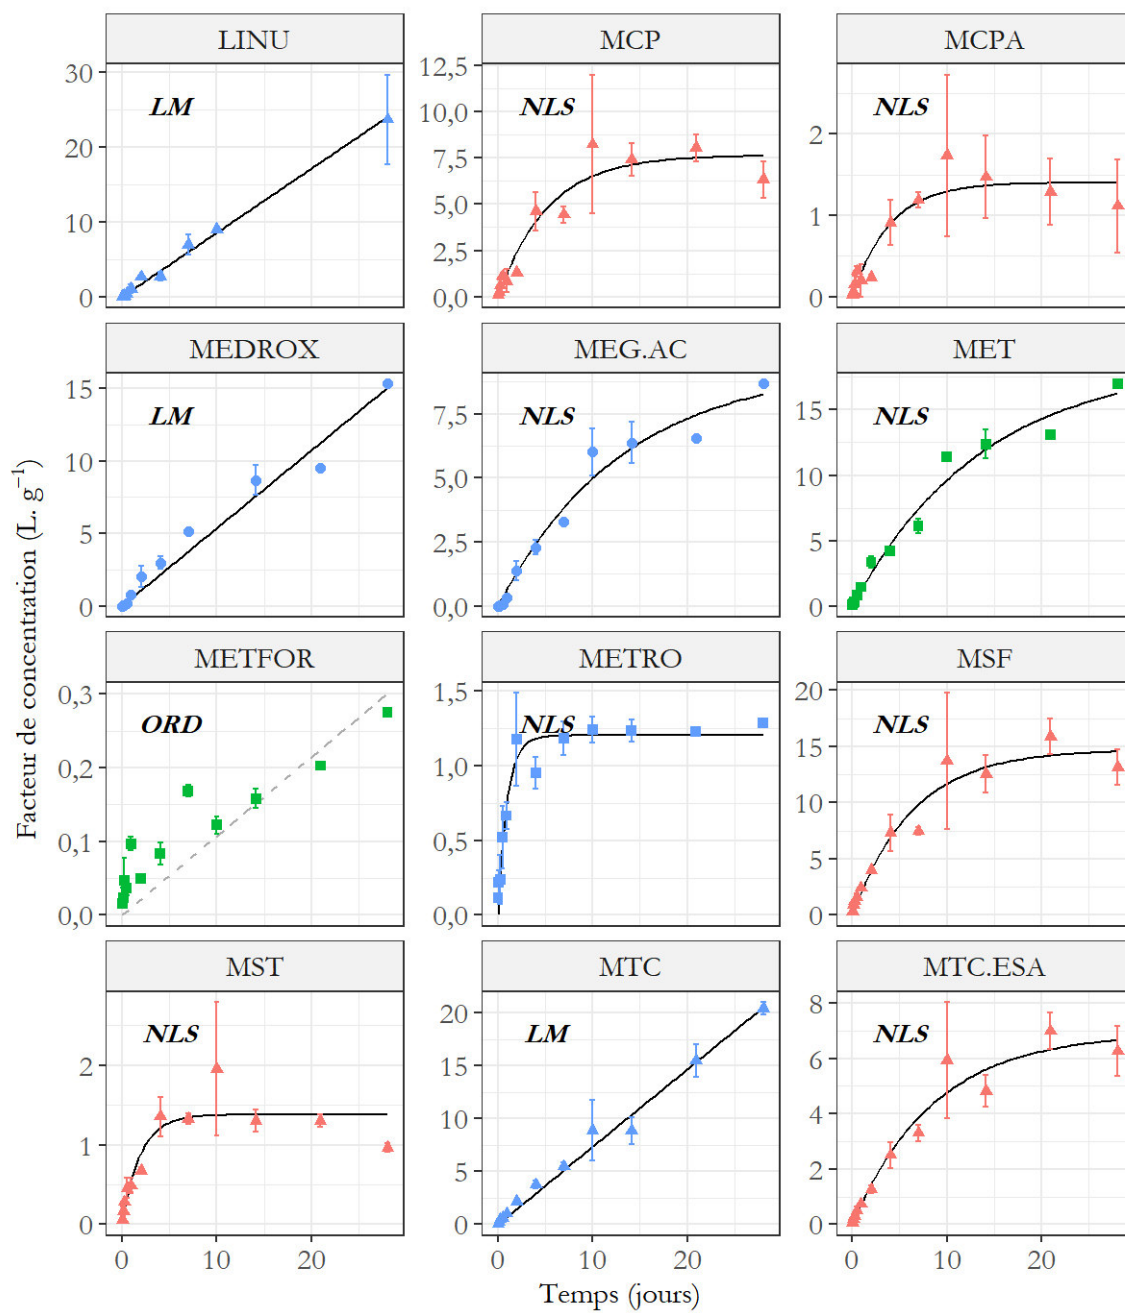 LINU
MCP
MCPA
30
20
10
0
LM
12,5
10,0
7,5
5,0
2,5
0,0
NLS
2
1
0
NLS
MEDROX
MEG.AC
MET
15
10
5
0
LM
7,5
5,0
2,5
0,0
NLS
15
10
5
0
NLS
METFOR
METRO
MSF
0,3
0,2
0,1
0,0
ORD
1,5
1,0
0,5
0,0
NLS
20
15
10
5
0
NLS
MST
MTC
MTC.ESA
2
1
0
NLS
20
15
10
5
0
LM
8
6
4
2
0
NLS
0 10 20
0 10 20
0 10 20
Temps (jours)
Facteur de concentration (L. g⁻¹)